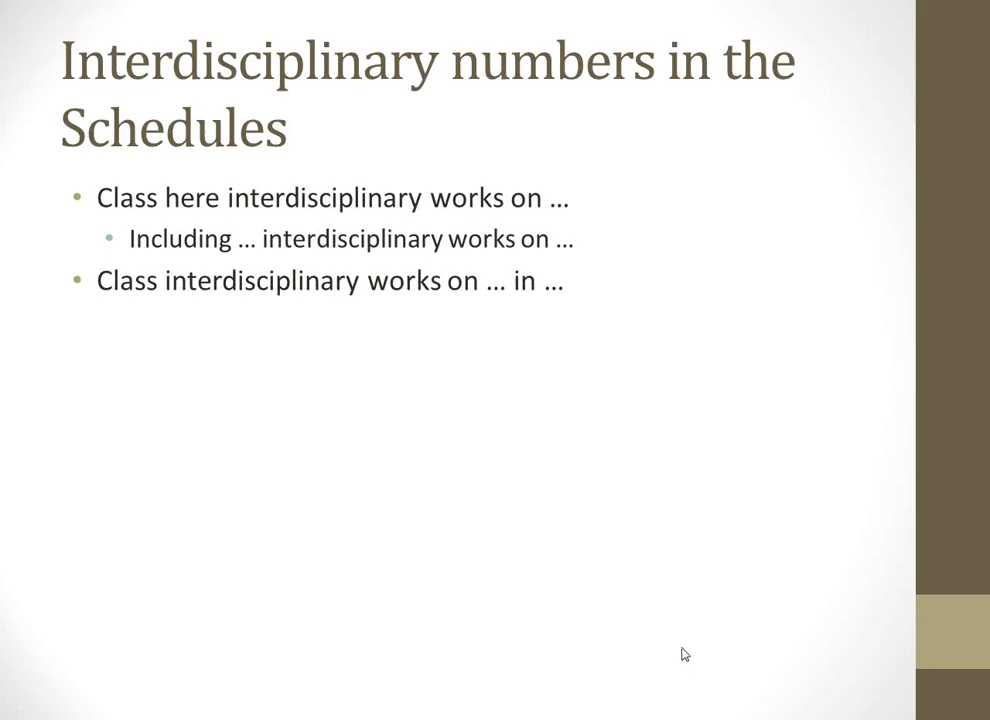 Interdisciplinary numbers in the
Schedules
• Class here interdisciplinary works on …
• Including … interdisciplinary works on …
• Class interdisciplinary works on … in …